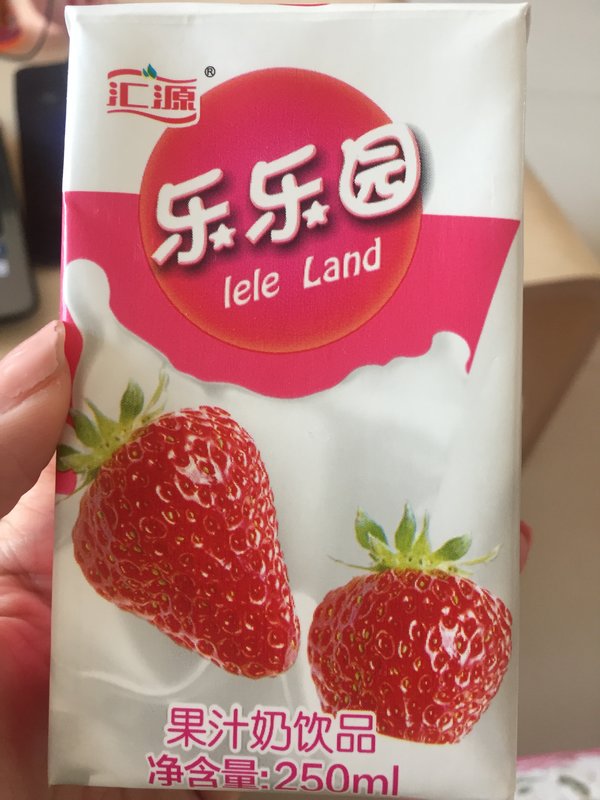 汇源®
乐乐园
lele Land
果汁奶饮品
净含量:250ml